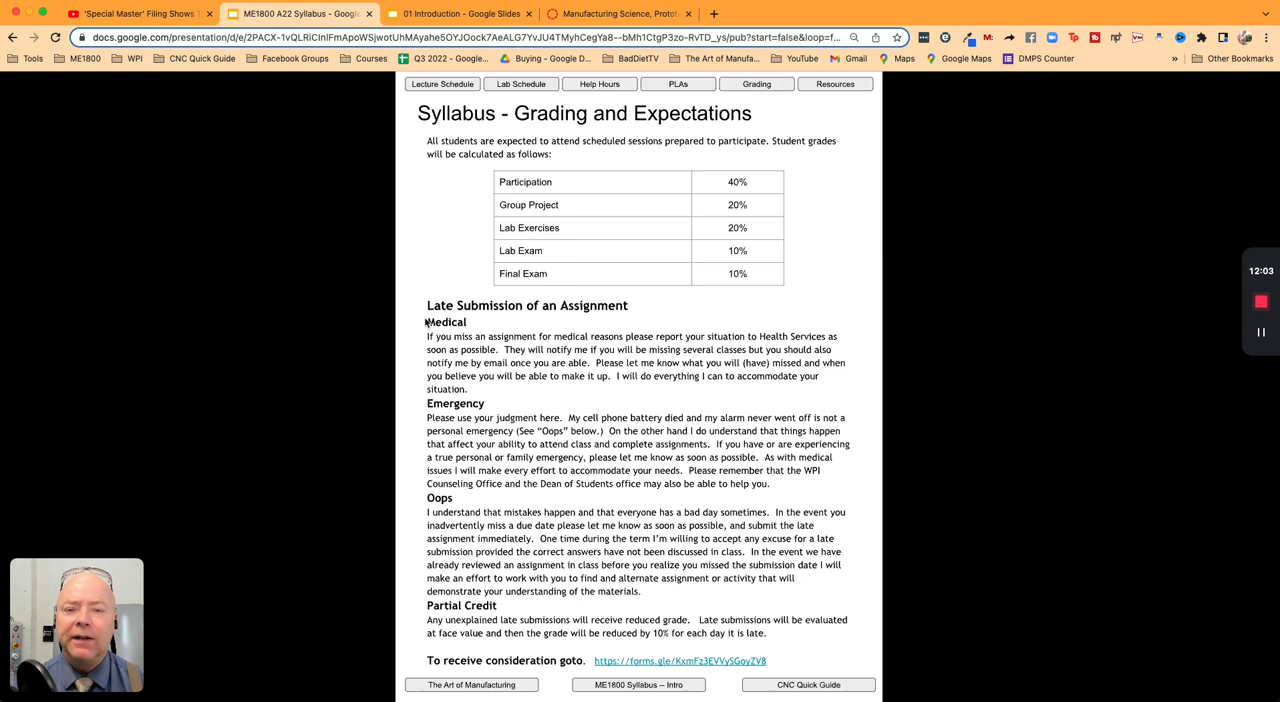 'Special Master' Filing Shows
ME1800 A22 Syllabus - Google
01 Introduction - Google Slides
Manufacturing Science, Protot
docs.google.com/presentation/d/e/2PACX-1vQLRiCInIFmApoWSjwotUhMAyahe5OYJOock7AeALG7YvJU4TMyhCegYa8--bMh1CtgP3zo-RvTD_ys/pub?start=false&loop=f...
Tools
ME1800
WPI
CNC Quick Guide
Facebook Groups
Courses
Q3 2022 – Google...
Buying - Google D...
BadDietTV
The Art of Manufa...
YouTube
Gmail
Maps
Google Maps
DMPS Counter
»
Other Bookmarks
Lecture Schedule
Lab Schedule
Help Hours
PLAs
Grading
Resources
Syllabus - Grading and Expectations
All students are expected to attend scheduled sessions prepared to participate. Student grades
will be calculated as follows:
Participation 40%
Group Project 20%
Lab Exercises 20%
Lab Exam 10%
Final Exam 10%
12:03
Late Submission of an Assignment
Medical
If you miss an assignment for medical reasons please report your situation to Health Services as
soon as possible. They will notify me if you will be missing several classes but you should also
notify me by email once you are able. Please let me know what you will (have) missed and when
you believe you will be able to make it up. I will do everything I can to accommodate your
situation.
Emergency
Please use your judgment here. My cell phone battery died and my alarm never went off is not a
personal emergency (See “Oops” below.) On the other hand I do understand that things happen
that affect your ability to attend class and complete assignments. If you have or are experiencing
a true personal or family emergency, please let me know as soon as possible. As with medical
issues I will make every effort to accommodate your needs. Please remember that the WPI
Counseling Office and the Dean of Students office may also be able to help you.
Oops
I understand that mistakes happen and that everyone has a bad day sometimes. In the event you
inadvertently miss a due date please let me know as soon as possible, and submit the late
assignment immediately. One time during the term I’m willing to accept any excuse for a late
submission provided the correct answers have not been discussed in class. In the event we have
already reviewed an assignment in class before you realize you missed the submission date I will
make an effort to work with you to find and alternate assignment or activity that will
demonstrate your understanding of the materials.
Partial Credit
Any unexplained late submissions will receive reduced grade. Late submissions will be evaluated
at face value and then the grade will be reduced by 10% for each day it is late.
To receive consideration goto. https://forms.gle/KxmFz3EVVySGoyZV8
The Art of Manufacturing
ME1800 Syllabus -- Intro
CNC Quick Guide